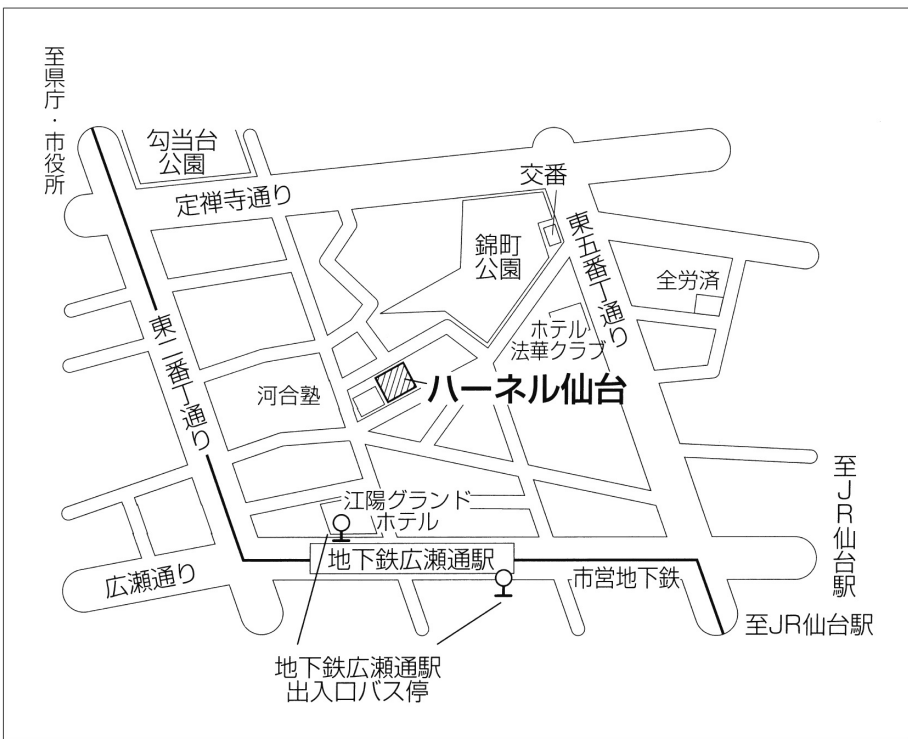 至県庁・市役所
勾当台
公園
定禅寺通り
交番
錦町
公園
東五番丁通り
全労済
ホテル
法華クラブ
東二番丁通り
河合塾
ハーネル仙台
至JR仙台駅
江陽グランド
ホテル
地下鉄広瀬通駅
広瀬通り
市営地下鉄
至JR仙台駅
地下鉄広瀬通駅
出入口バス停